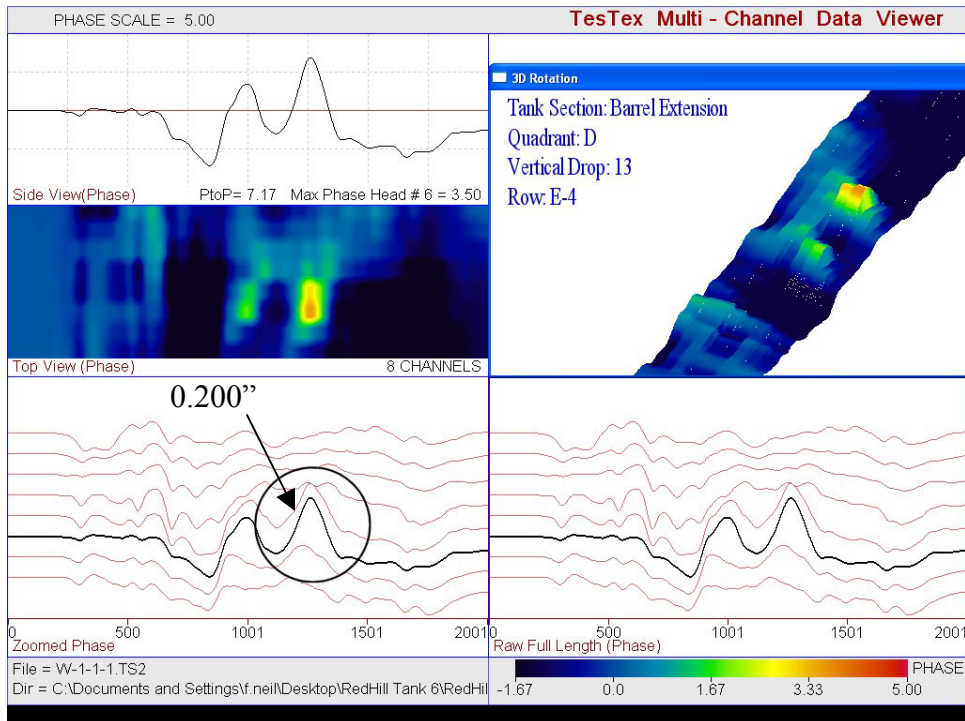 PHASE SCALE = 5.00
TesTex Multi - Channel Data Viewer
Side View(Phase)
PtoP= 7.17 Max Phase Head # 6 = 3.50
3D Rotation
Tank Section: Barrel Extension
Quadrant: D
Vertical Drop: 13
Row: E-4
Top View (Phase)
8 CHANNELS
0.200”
0 500 1001 1501 2001
Zoomed Phase
0 500 1001 1501 2001
Raw Full Length (Phase)
File = W-1-1-1.TS2
Dir = C:\Documents and Settings\f.neil\Desktop\RedHill Tank 6\RedHil
PHASE
-1.67 0.0 1.67 3.33 5.00